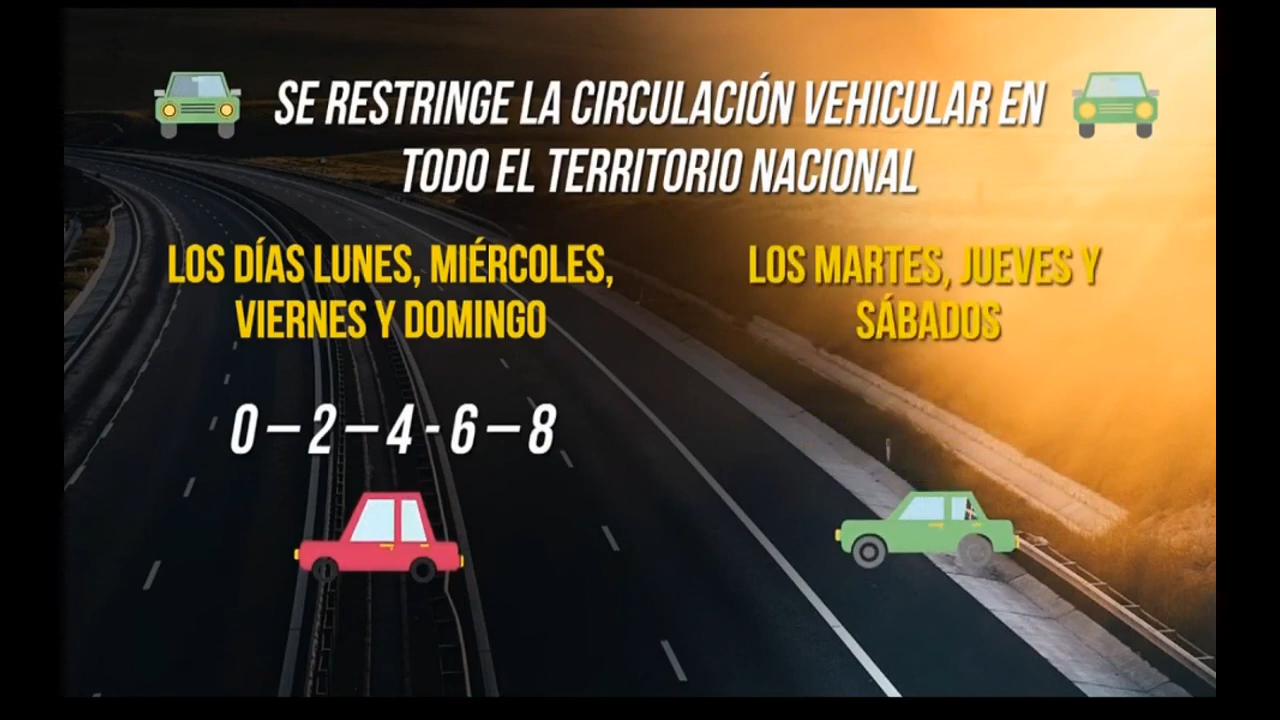 SE RESTRINGE LA CIRCULACIÓN VEHICULAR EN
TODO EL TERRITORIO NACIONAL
LOS DÍAS LUNES, MIÉRCOLES,
VIERNES Y DOMINGO
0 – 2 – 4 - 6 – 8
LOS MARTES, JUEVES Y
SÁBADOS